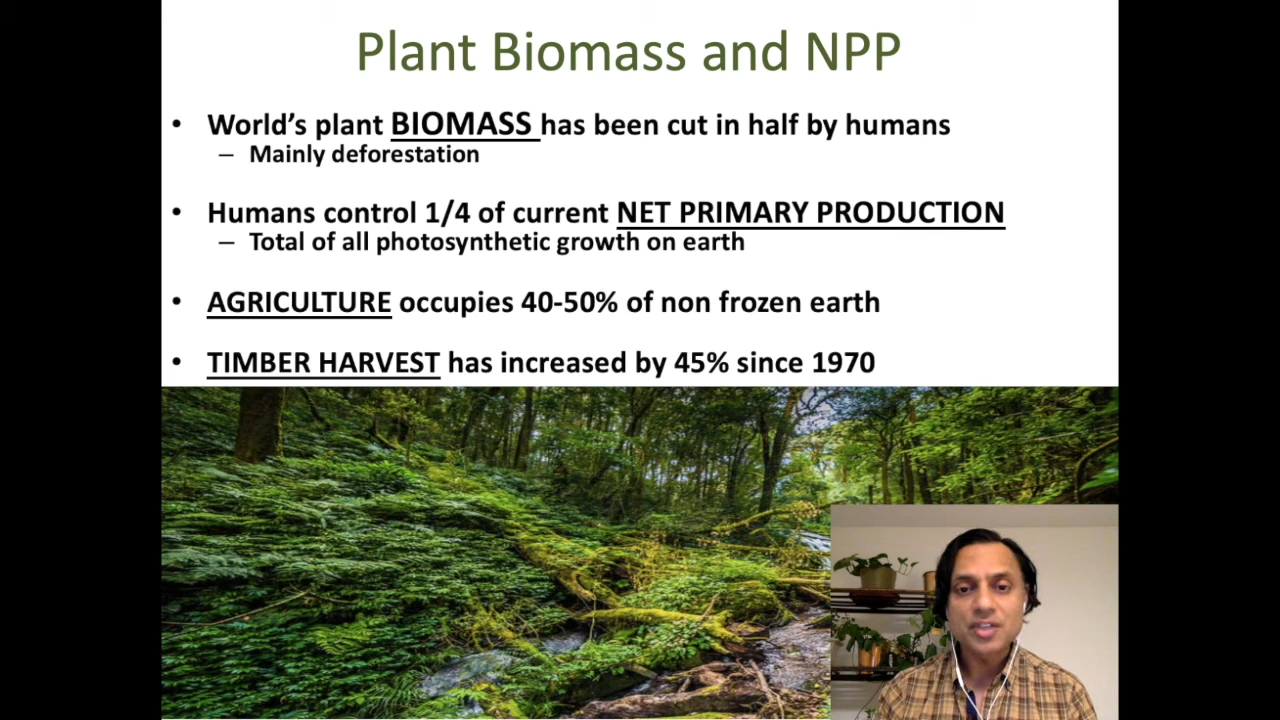 Plant Biomass and NPP
• World’s plant BIOMASS has been cut in half by humans
– Mainly deforestation
• Humans control 1/4 of current NET PRIMARY PRODUCTION
– Total of all photosynthetic growth on earth
• AGRICULTURE occupies 40-50% of non frozen earth
• TIMBER HARVEST has increased by 45% since 1970